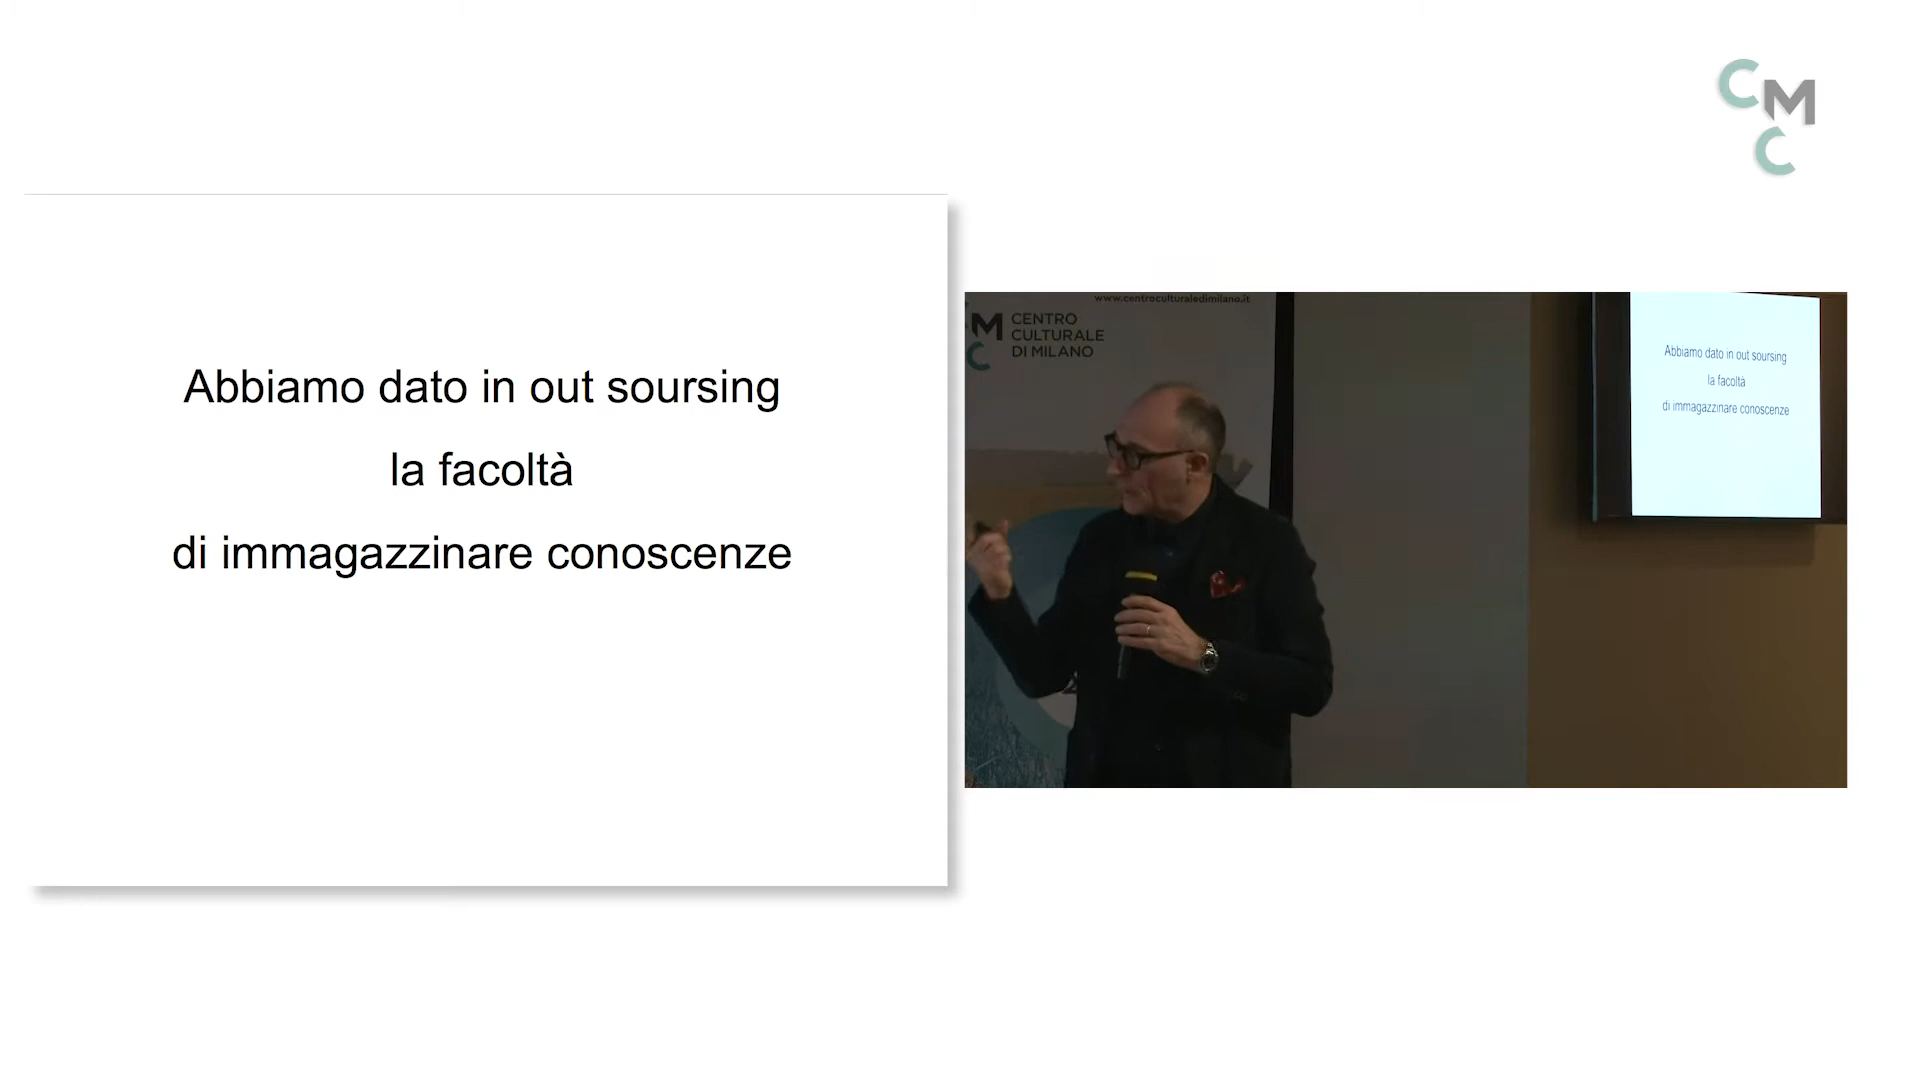 CMC
Abbiamo dato in out soursing
la facoltà
di immagazzinare conoscenze
www.centroculturaledimilano.it
MC
CENTRO
CULTURALE
DI MILANO
Abbiamo dato in out soursing
la facoltà
di immagazzinare conoscenze